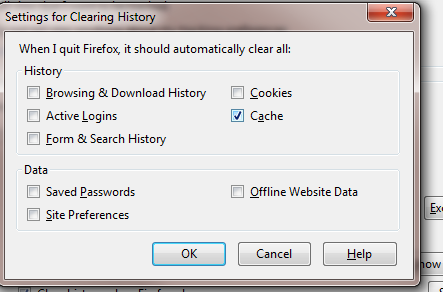 Settings for Clearing History
When I quit Firefox, it should automatically clear all:
History
Browsing & Download History
Cookies
Active Logins
Cache
Form & Search History
Data
Saved Passwords
Offline Website Data
Site Preferences
OK
Cancel
Help